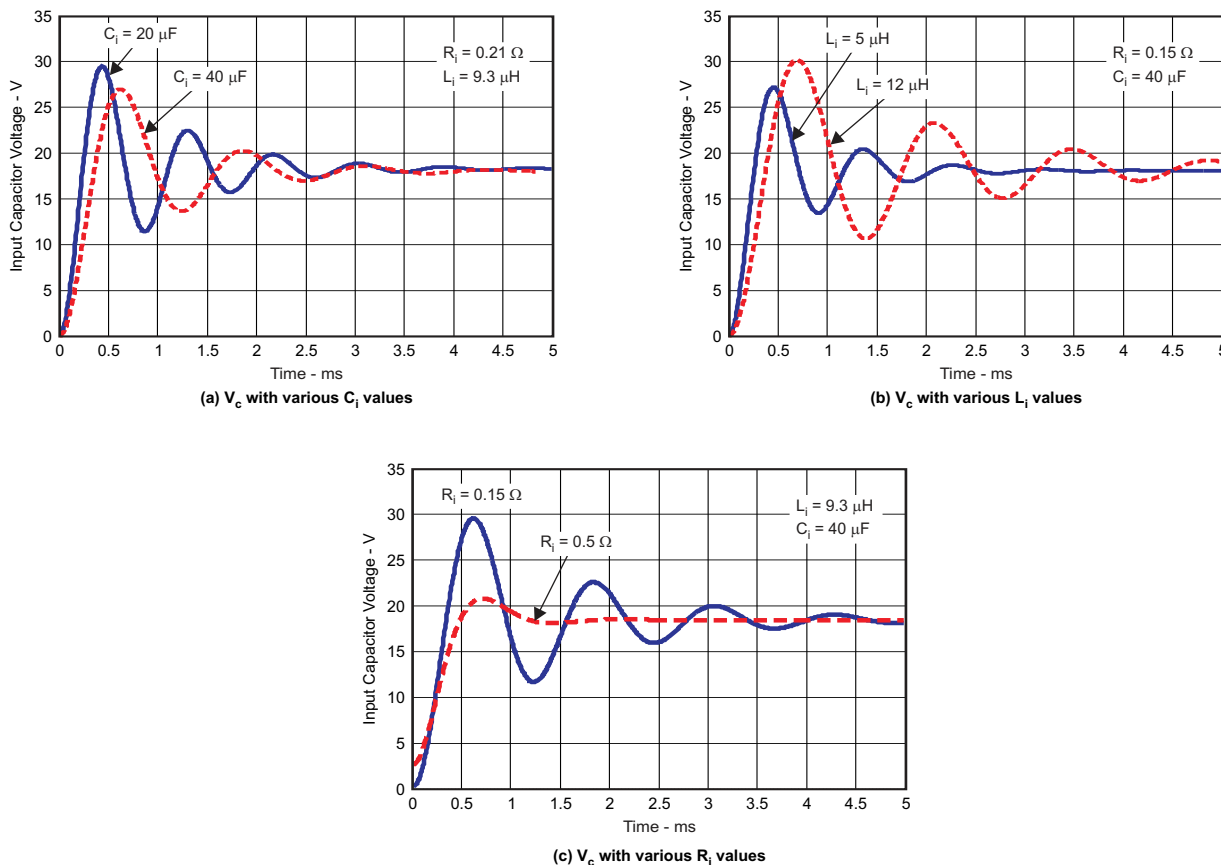 35
30
25
20
15
10
5
0
Input Capacitor Voltage - V
Cᵢ = 20 μF
Cᵢ = 40 μF
Rᵢ = 0.21 Ω
Lᵢ = 9.3 μH
0 0.5 1 1.5 2 2.5 3 3.5 4 4.5 5
Time - ms
(a) V_c with various Cᵢ values
35
30
25
20
15
10
5
0
Input Capacitor Voltage - V
Lᵢ = 5 μH
Lᵢ = 12 μH
Rᵢ = 0.15 Ω
Cᵢ = 40 μF
0 0.5 1 1.5 2 2.5 3 3.5 4 4.5 5
Time - ms
(b) V_c with various Lᵢ values
35
30
25
20
15
10
5
0
Input Capacitor Voltage - V
Rᵢ = 0.15 Ω
Rᵢ = 0.5 Ω
Lᵢ = 9.3 μH
Cᵢ = 40 μF
0 0.5 1 1.5 2 2.5 3 3.5 4 4.5 5
Time - ms
(c) V_c with various Rᵢ values